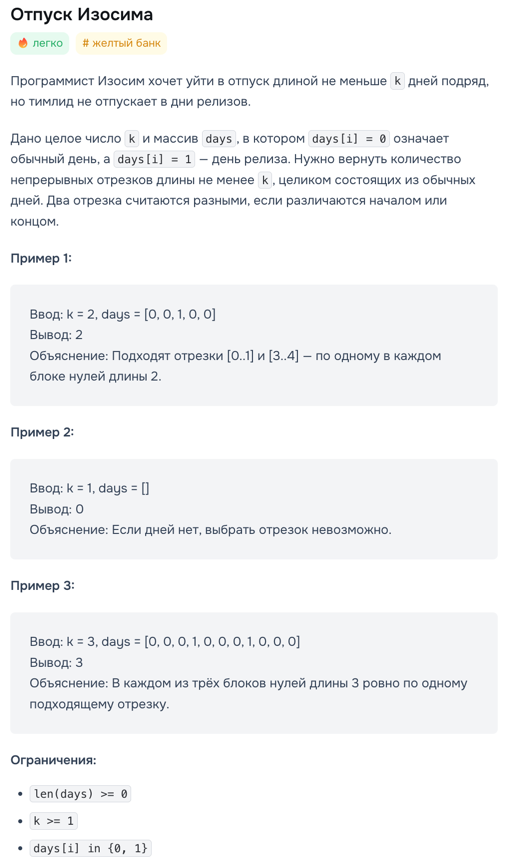 Отпуск Изосима
🔥 легко # желтый банк
Программист Изосим хочет уйти в отпуск длиной не меньше k дней подряд,
но тимлид не отпускает в дни релизов.
Дано целое число k и массив days, в котором days[i] = 0 означает
обычный день, а days[i] = 1 — день релиза. Нужно вернуть количество
непрерывных отрезков длины не менее k, целиком состоящих из обычных
дней. Два отрезка считаются разными, если различаются началом или
концом.
Пример 1:
Ввод: k = 2, days = [0, 0, 1, 0, 0]
Вывод: 2
Объяснение: Подходят отрезки [0..1] и [3..4] — по одному в каждом
блоке нулей длины 2.
Пример 2:
Ввод: k = 1, days = []
Вывод: 0
Объяснение: Если дней нет, выбрать отрезок невозможно.
Пример 3:
Ввод: k = 3, days = [0, 0, 0, 1, 0, 0, 0, 1, 0, 0, 0]
Вывод: 3
Объяснение: В каждом из трёх блоков нулей длины 3 ровно по одному
подходящему отрезку.
Ограничения:
• len(days) >= 0
• k >= 1
• days[i] in {0, 1}